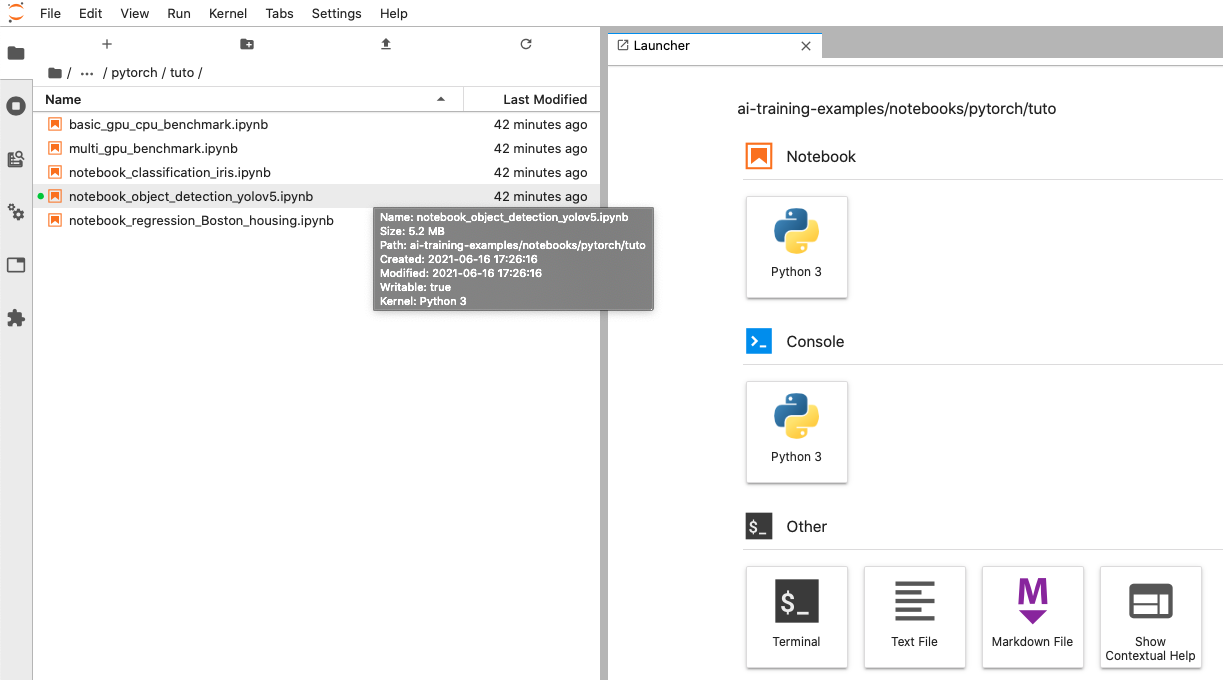 File Edit View Run Kernel Tabs Settings Help
/ ··· / pytorch / tuto /
Name Last Modified
basic_gpu_cpu_benchmark.ipynb 42 minutes ago
multi_gpu_benchmark.ipynb 42 minutes ago
notebook_classification_iris.ipynb 42 minutes ago
notebook_object_detection_yolov5.ipynb 42 minutes ago
notebook_regression_Boston_housing.ipynb
Name: notebook_object_detection_yolov5.ipynb
Size: 5.2 MB
Path: ai-training-examples/notebooks/pytorch/tuto
Created: 2021-06-16 17:26:16
Modified: 2021-06-16 17:26:16
Writable: true
Kernel: Python 3
Launcher
ai-training-examples/notebooks/pytorch/tuto
Notebook
Python 3
Console
Python 3
$_ Other
$_
Terminal
Text File
M
Markdown File
Show
Contextual Help